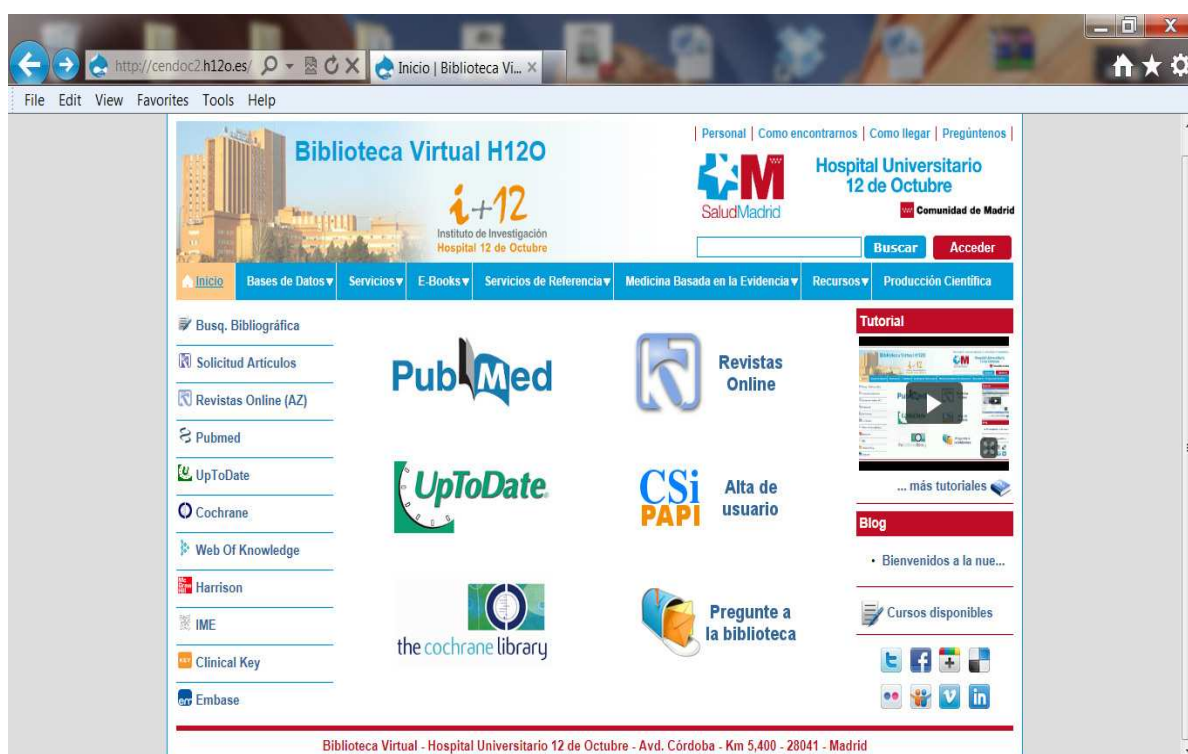 http://cendoc2.h12o.es/
Inicio | Biblioteca Vi...
File Edit View Favorites Tools Help
Personal | Como encontrarnos | Como llegar | Pregúntenos |
Biblioteca Virtual H12O
i+12
Instituto de Investigación
Hospital 12 de Octubre
SaludMadrid
Hospital Universitario
12 de Octubre
Comunidad de Madrid
Buscar Acceder
Inicio Bases de Datos Servicios E-Books Servicios de Referencia Medicina Basada en la Evidencia Recursos Producción Científica
Busq. Bibliográfica
Solicitud Artículos
Revistas Online (AZ)
Pubmed
UpToDate
Cochrane
Web Of Knowledge
Harrison
IME
Clinical Key
Embase
PubMed
Revistas
Online
UpToDate
CSi
PAPI
Alta de
usuario
the cochrane library
Pregunte a
la biblioteca
Tutorial
... más tutoriales
Blog
Bienvenidos a la nue...
Cursos disponibles
Biblioteca Virtual - Hospital Universitario 12 de Octubre - Avd. Córdoba - Km 5,400 - 28041 - Madrid